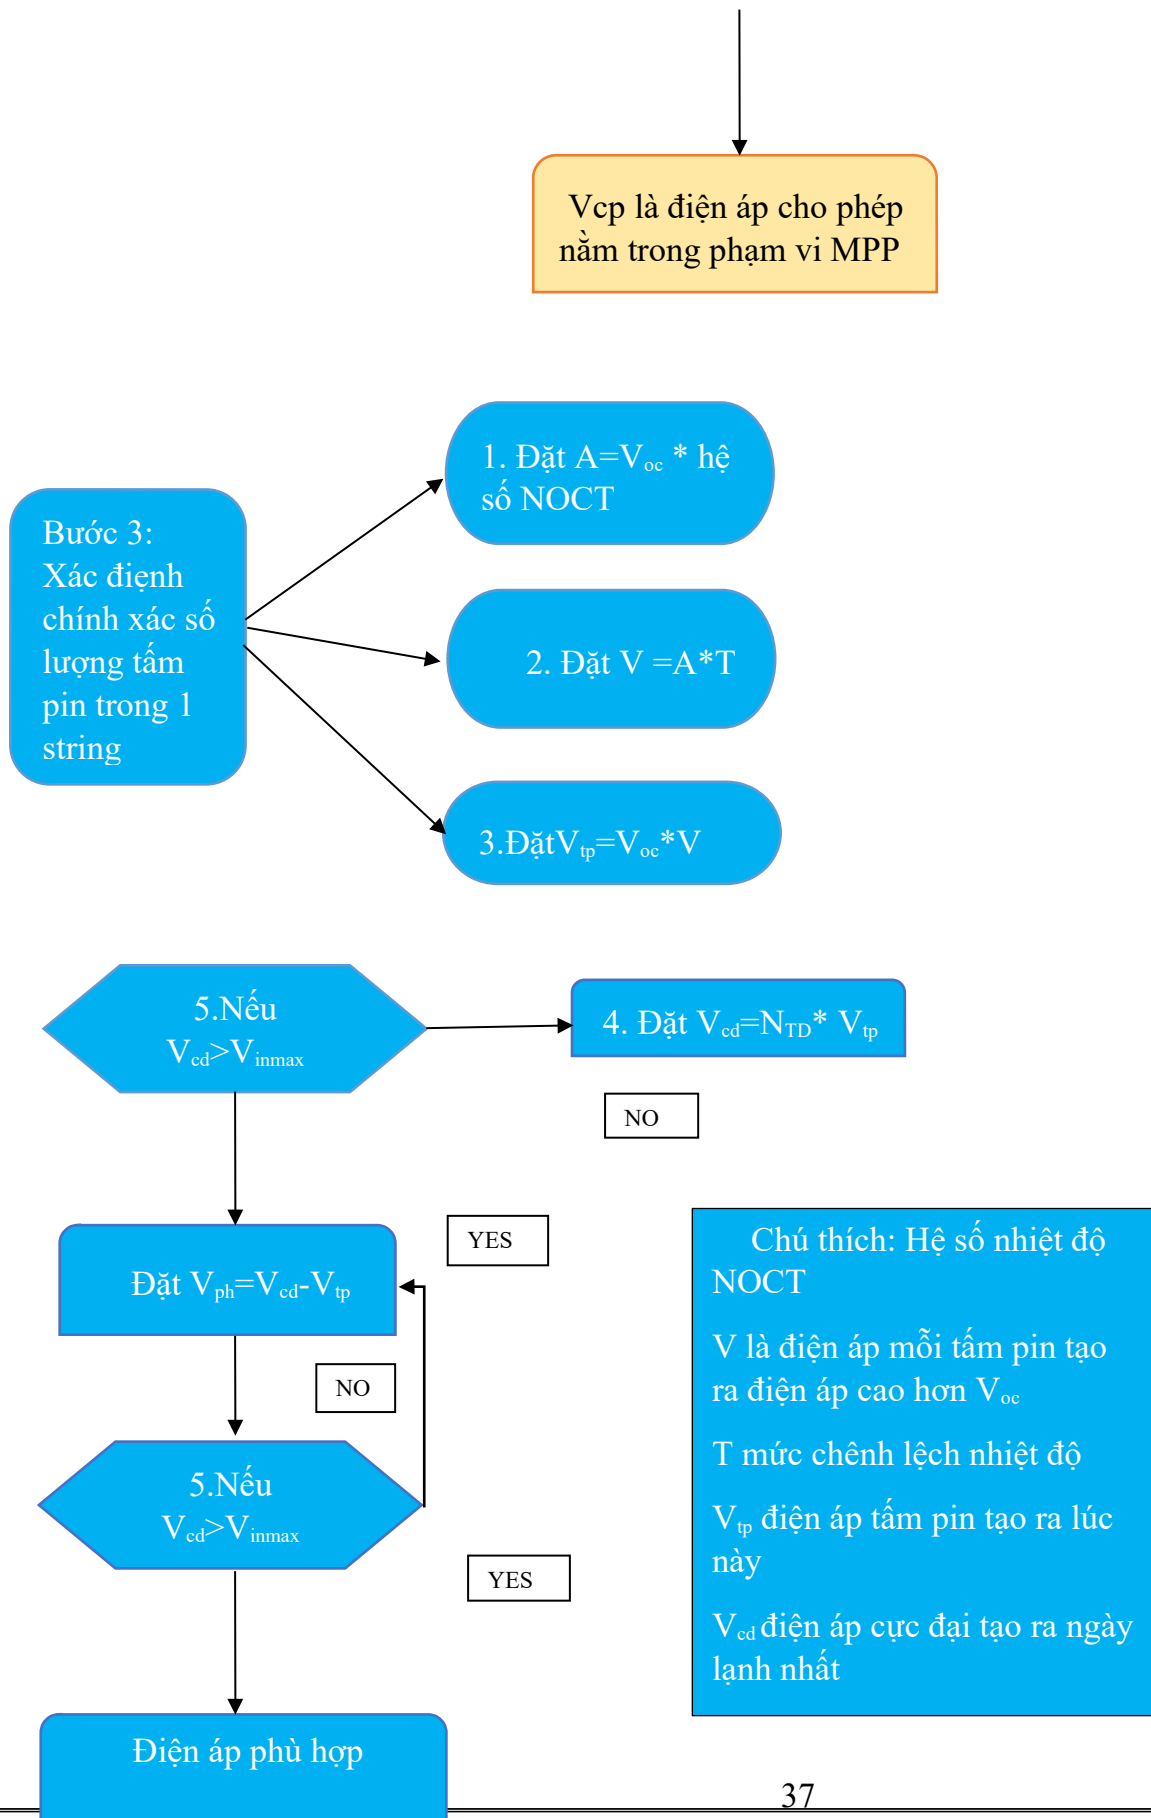 Vcp là điện áp cho phép
nằm trong phạm vi MPP
Bước 3:
Xác điẹnh
chính xác số
lượng tấm
pin trong 1
string
1. Đặt A=Voc * hệ
số NOCT
2. Đặt V =A*T
3.ĐặtVtp=Voc*V
5.Nếu
Vcd>Vinmax
4. Đặt Vcd=NTD* Vtp
NO
YES
Đặt Vph=Vcd-Vtp
NO
5.Nếu
Vcd>Vinmax
YES
Điện áp phù hợp
Chú thích: Hệ số nhiệt độ
NOCT
V là điện áp mỗi tấm pin tạo
ra điện áp cao hơn Voc
T mức chênh lệch nhiệt độ
Vtp điện áp tấm pin tạo ra lúc
này
Vcd điện áp cực đại tạo ra ngày
lạnh nhất
37